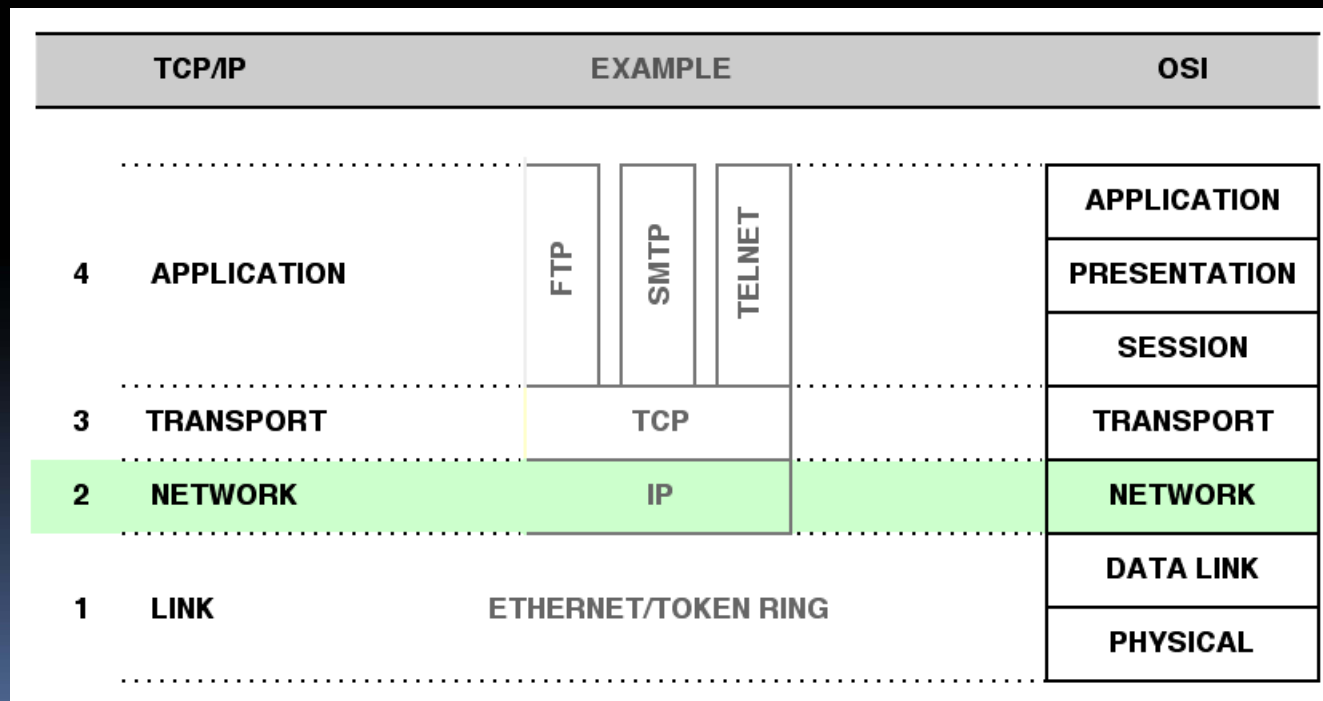 TCP/IP EXAMPLE OSI
4 APPLICATION FTP SMTP TELNET APPLICATION
PRESENTATION
SESSION
3 TRANSPORT TCP TRANSPORT
2 NETWORK IP NETWORK
1 LINK ETHERNET/TOKEN RING DATA LINK
PHYSICAL